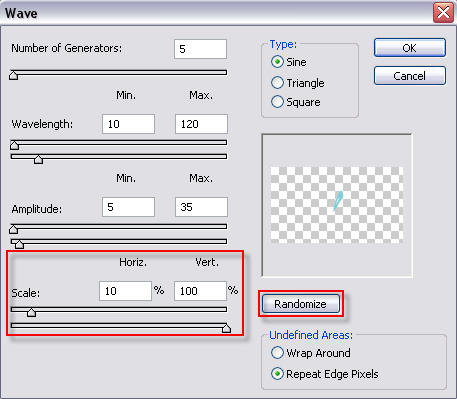 Wave
Number of Generators: 5
Min. Max.
Wavelength: 10 120
Min. Max.
Amplitude: 5 35
Horiz. Vert.
Scale: 10 % 100 %
Type:
Sine
Triangle
Square
OK
Cancel
Randomize
Undefined Areas:
Wrap Around
Repeat Edge Pixels